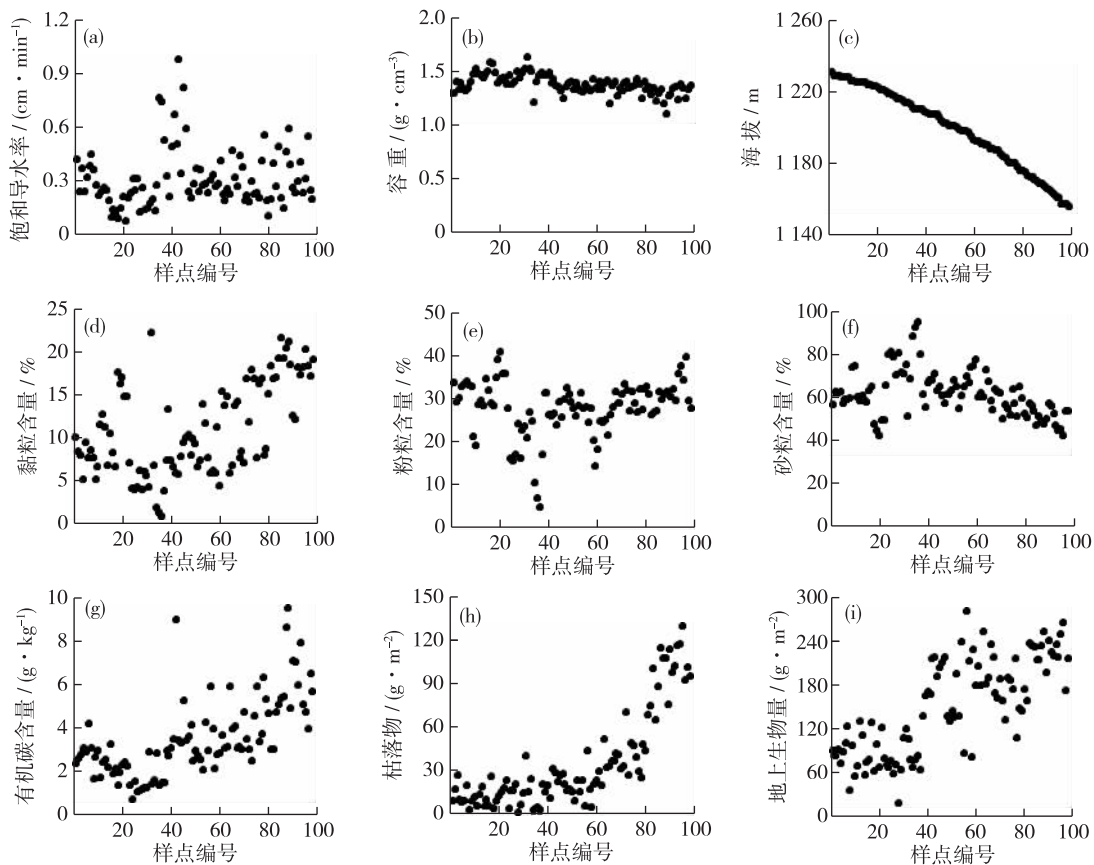 (a)
饱和导水率 / (cm · min⁻¹)
1.2
0.9
0.6
0.3
0
20 40 60 80 100
样点编号
(b)
容重 / (g · cm⁻³)
2.0
1.5
1.0
0.5
0
20 40 60 80 100
样点编号
(c)
海拔 / m
1 260
1 220
1 180
1 140
20 40 60 80 100
样点编号
(d)
黏粒含量 / %
25
20
15
10
5
0
20 40 60 80 100
样点编号
(e)
粉粒含量 / %
50
40
30
20
10
0
20 40 60 80 100
样点编号
(f)
砂粒含量 / %
100
80
60
40
20
0
20 40 60 80 100
样点编号
(g)
有机碳含量 / (g · kg⁻¹)
10
8
6
4
2
0
20 40 60 80 100
样点编号
(h)
枯落物 / (g · m⁻²)
150
120
90
60
30
0
20 40 60 80 100
样点编号
(i)
地上生物量 / (g · m⁻²)
300
240
180
120
60
0
20 40 60 80 100
样点编号